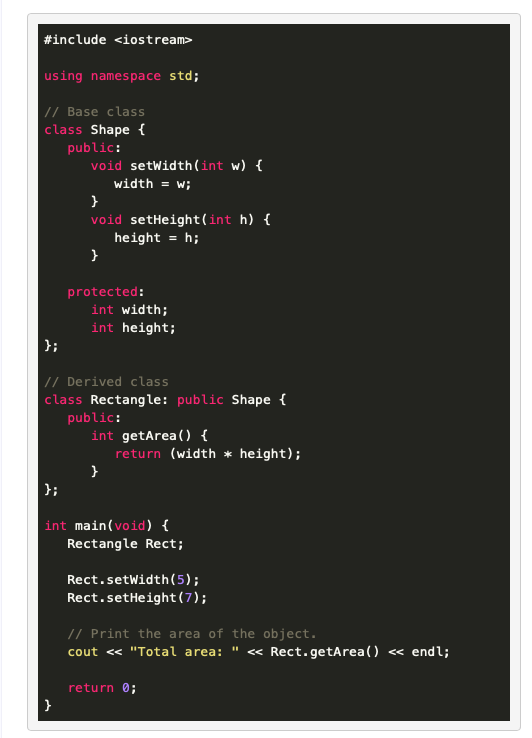 #include <iostream>

using namespace std;

// Base class
class Shape {
   public:
      void setWidth(int w) {
         width = w;
      }
      void setHeight(int h) {
         height = h;
      }

   protected:
      int width;
      int height;
};

// Derived class
class Rectangle: public Shape {
   public:
      int getArea() {
         return (width * height);
      }
};

int main(void) {
   Rectangle Rect;

   Rect.setWidth(5);
   Rect.setHeight(7);

   // Print the area of the object.
   cout << "Total area: " << Rect.getArea() << endl;

   return 0;
}